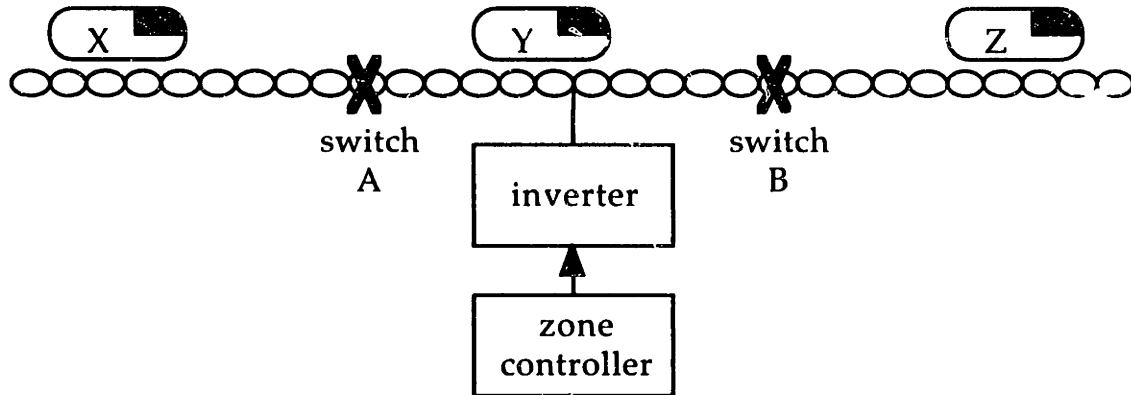 X
Y
Z
switch
A
switch
B
inverter
zone
controller